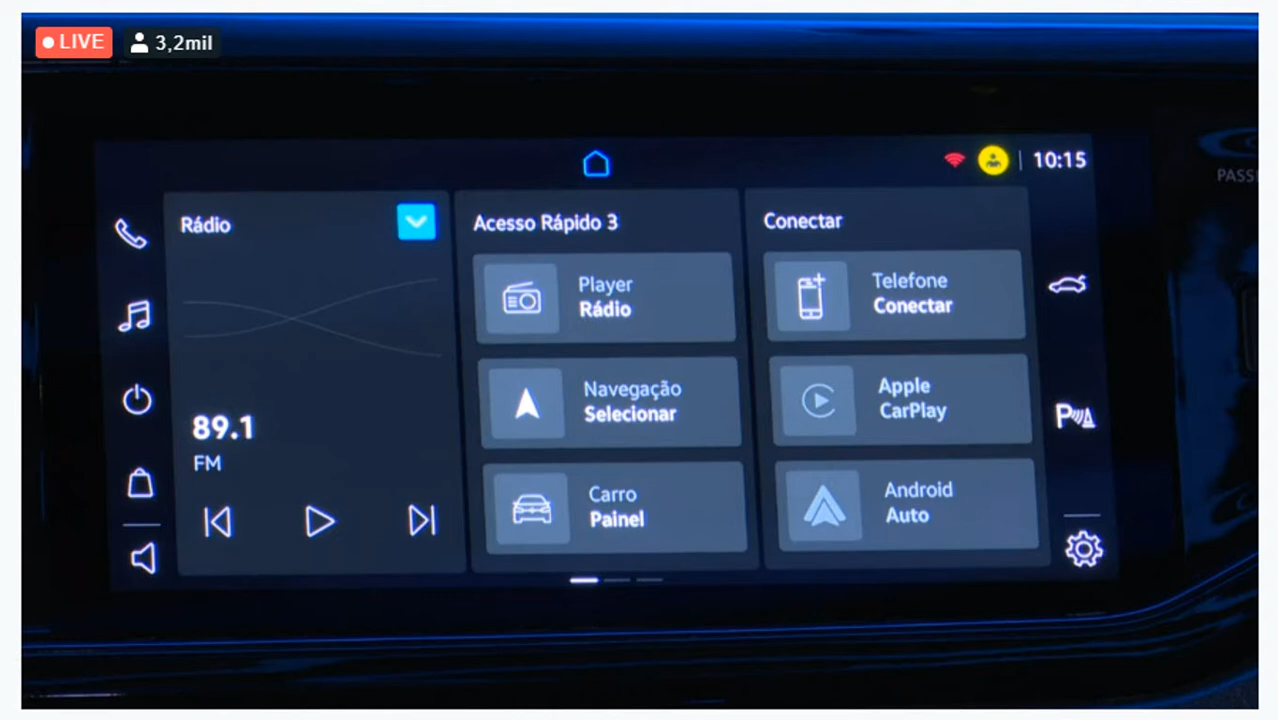 LIVE
3,2mil
10:15
Rádio
89.1
FM
Acesso Rápido 3
Player
Rádio
Navegação
Selecionar
Carro
Painel
Conectar
Telefone
Conectar
Apple
CarPlay
Android
Auto
P